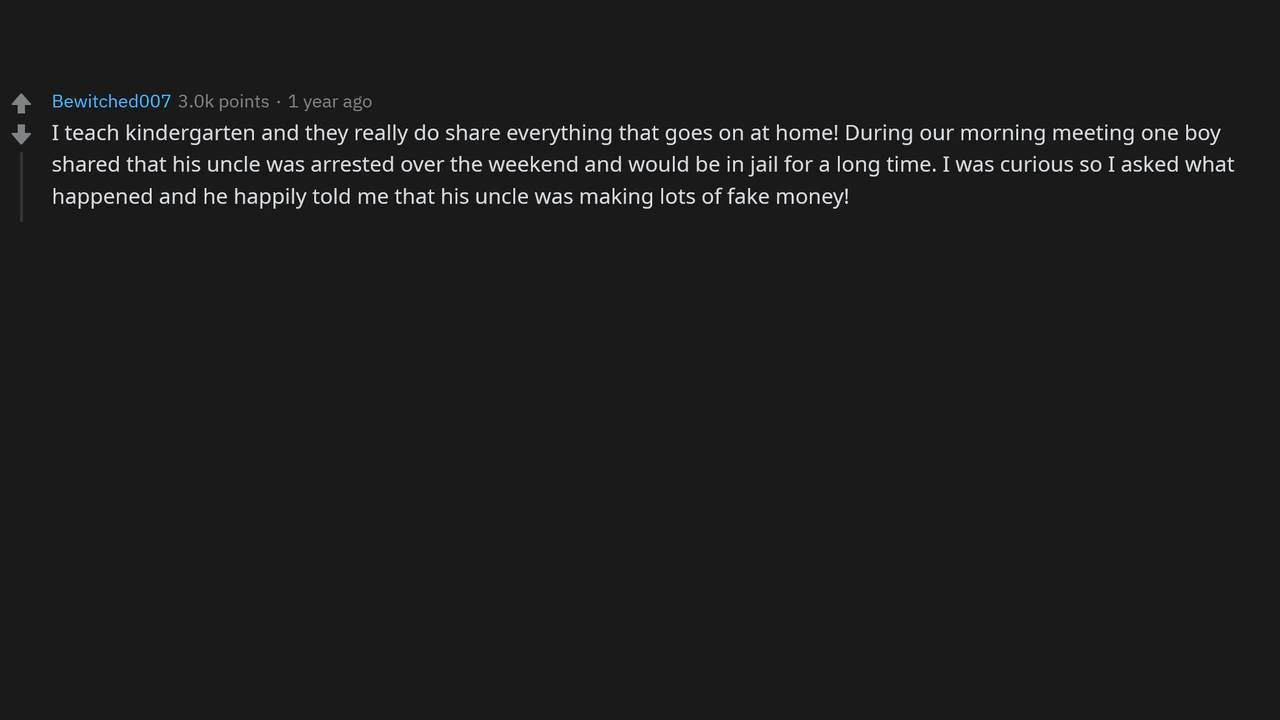 Bewitched007 3.0k points · 1 year ago
I teach kindergarten and they really do share everything that goes on at home! During our morning meeting one boy
shared that his uncle was arrested over the weekend and would be in jail for a long time. I was curious so I asked what
happened and he happily told me that his uncle was making lots of fake money!